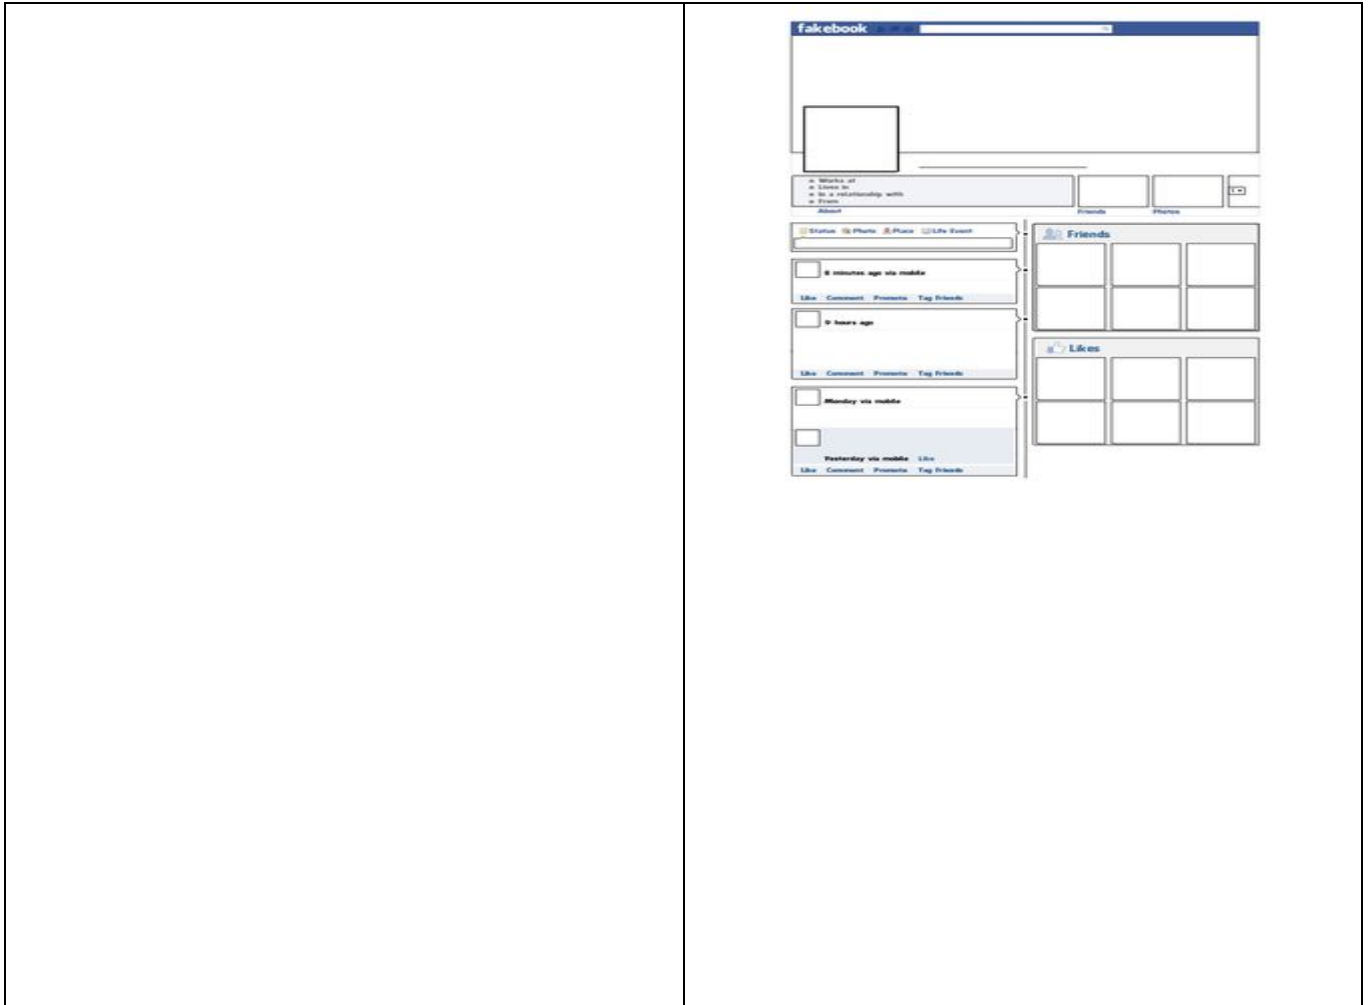 fakebook
Works at
Lives in
In a relationship with
From
About
Friends Photos
Status Photo Place Life Event
8 minutes ago via mobile
Like Comment Promote Tag Friends
9 hours ago
Like Comment Promote Tag Friends
Monday via mobile
Yesterday via mobile Like
Like Comment Promote Tag Friends
Friends
Likes